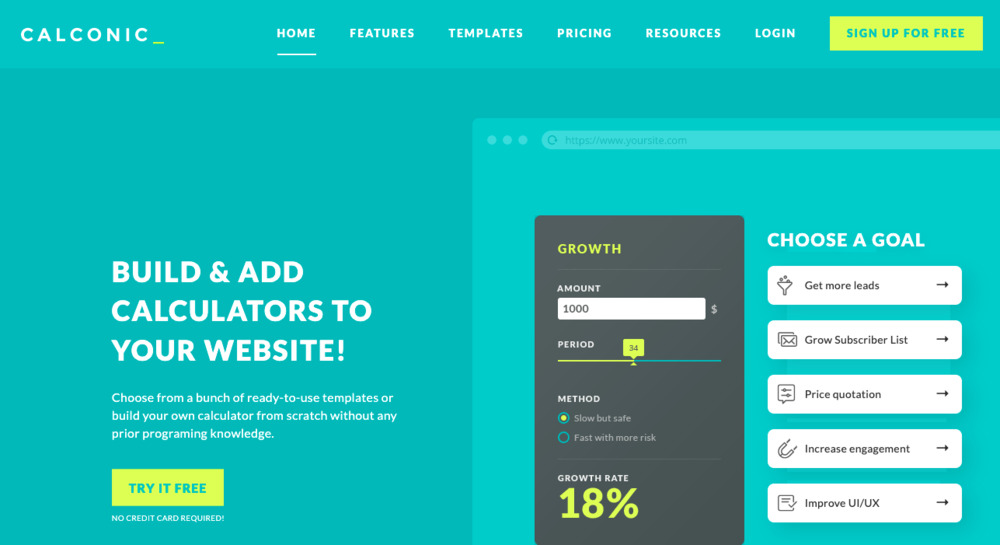 CALCONIC_
HOME
FEATURES
TEMPLATES
PRICING
RESOURCES
LOGIN
SIGN UP FOR FREE
https://www.yoursite.com
BUILD & ADD
CALCULATORS TO
YOUR WEBSITE!
Choose from a bunch of ready-to-use templates or
build your own calculator from scratch without any
prior programing knowledge.
TRY IT FREE
NO CREDIT CARD REQUIRED!
GROWTH
AMOUNT
1000 $
PERIOD
34
METHOD
Slow but safe
Fast with more risk
GROWTH RATE
18%
CHOOSE A GOAL
Get more leads
Grow Subscriber List
Price quotation
Increase engagement
Improve UI/UX